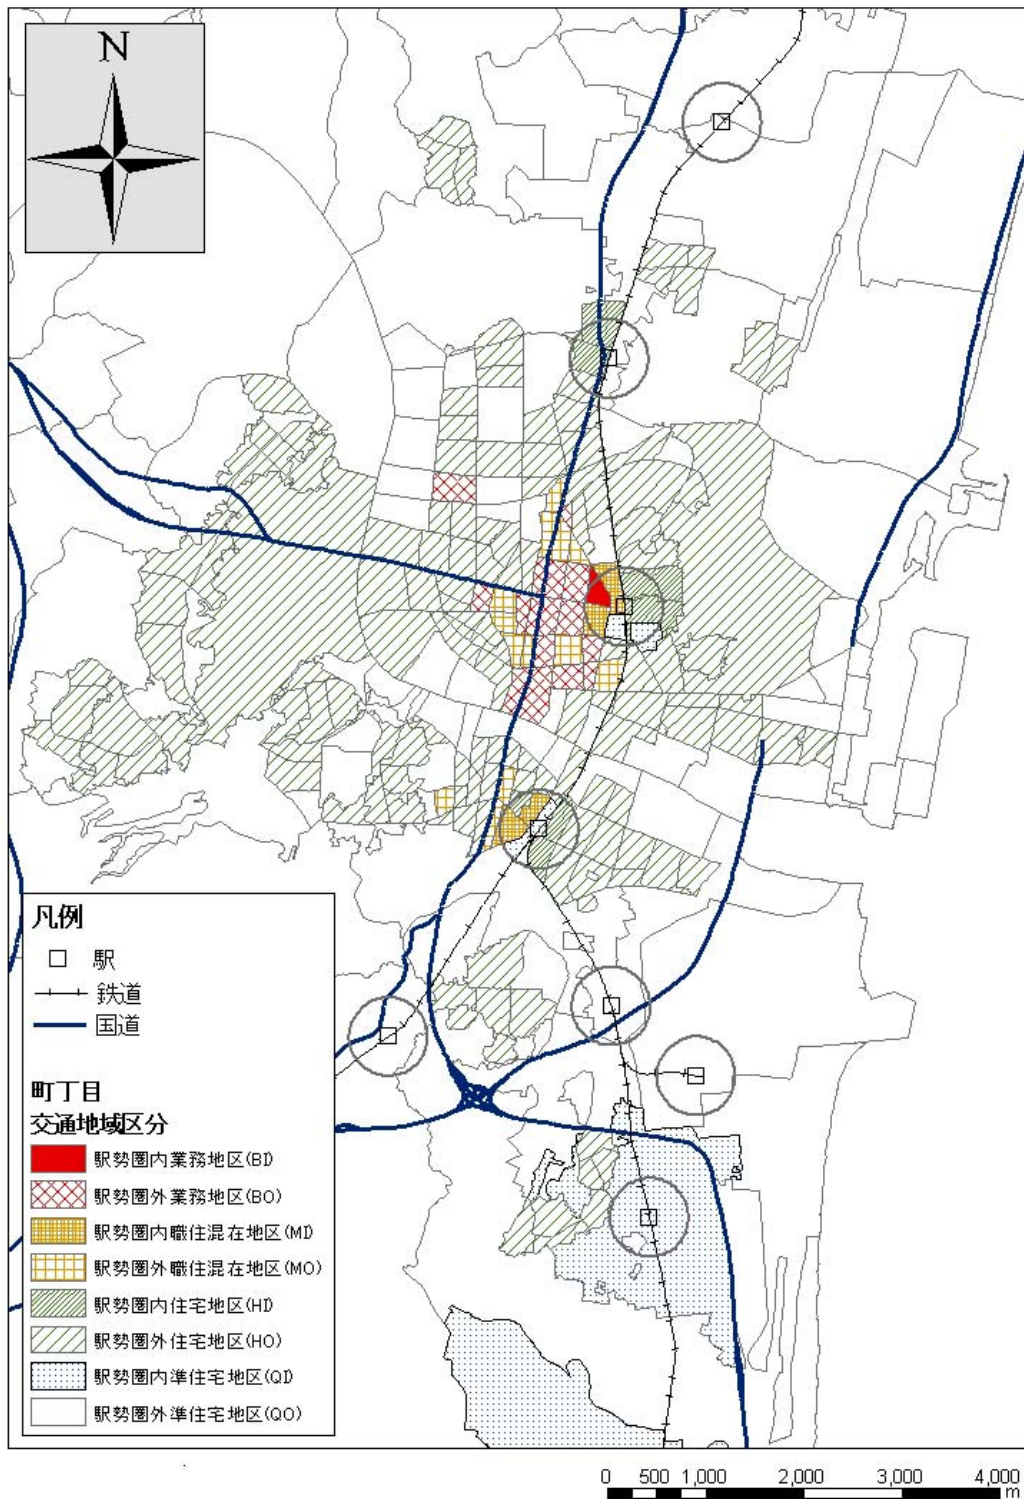 N
凡例
駅
鉄道
国道
町丁目
交通地域区分
駅勢圏内業務地区(BI)
駅勢圏外業務地区(BO)
駅勢圏内職住混在地区(MI)
駅勢圏外職住混在地区(MO)
駅勢圏内住宅地区(HI)
駅勢圏外住宅地区(HO)
駅勢圏内準住宅地区(QI)
駅勢圏外準住宅地区(QO)
0 500 1,000 2,000 3,000 4,000
m